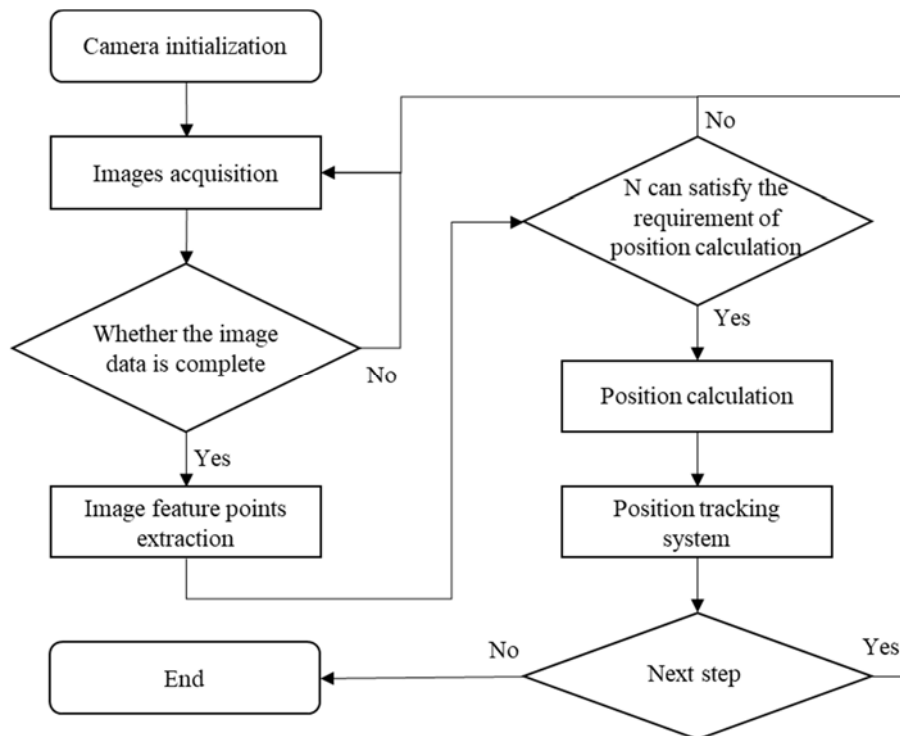 Camera initialization
Images acquisition
Whether the image
data is complete
No
Yes
Image feature points
extraction
No
N can satisfy the
requirement of
position calculation
Yes
Position calculation
Position tracking
system
Next step
Yes
No
End